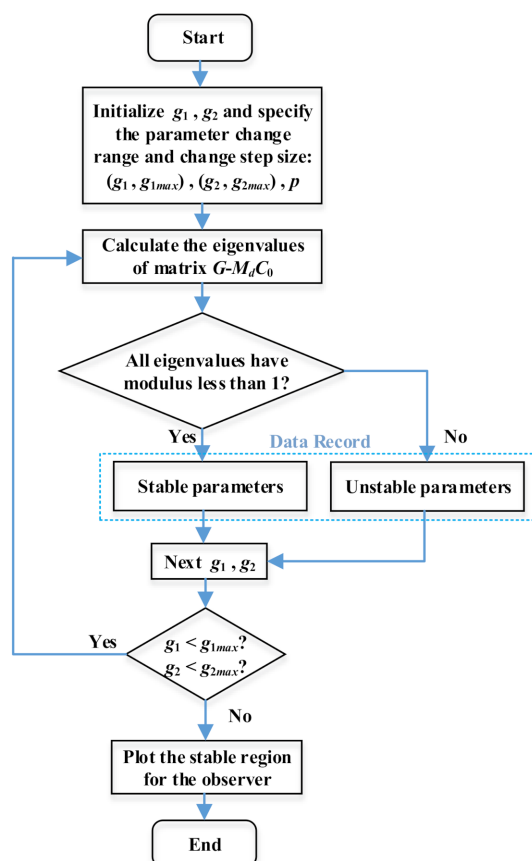 Start
Initialize g₁ , g₂ and specify
the parameter change
range and change step size:
(g₁ , g₁ₘₐₓ) , (g₂ , g₂ₘₐₓ) , p
Calculate the eigenvalues
of matrix G-M_dC₀
All eigenvalues have
modulus less than 1?
Yes
No
Data Record
Stable parameters
Unstable parameters
Next g₁ , g₂
Yes
g₁ < g₁ₘₐₓ?
g₂ < g₂ₘₐₓ?
No
Plot the stable region
for the observer
End